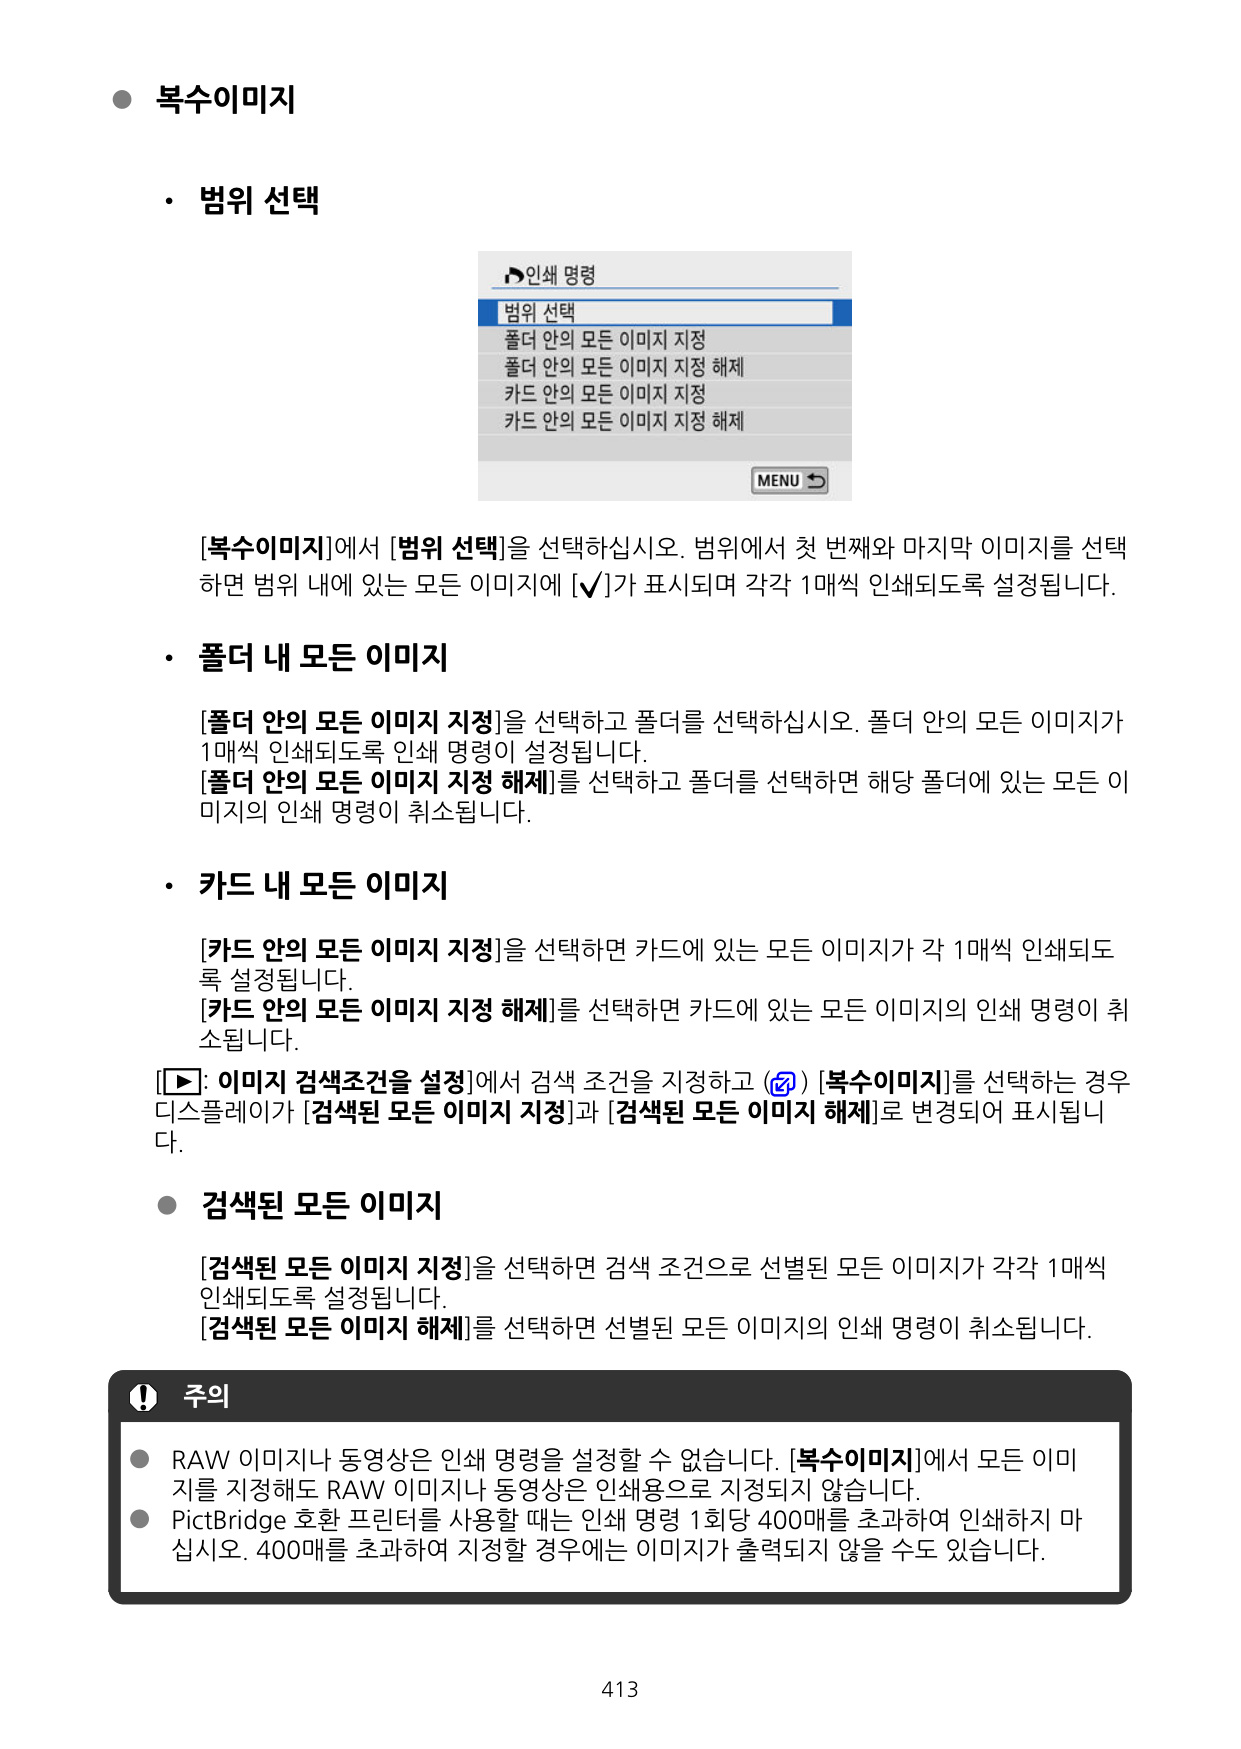 ● 복수이미지
• 범위 선택
인쇄 명령
범위 선택
폴더 안의 모든 이미지 지정
폴더 안의 모든 이미지 지정 해제
카드 안의 모든 이미지 지정
카드 안의 모든 이미지 지정 해제
MENU
[복수이미지]에서 [범위 선택]을 선택하십시오. 범위에서 첫 번째와 마지막 이미지를 선택
하면 범위 내에 있는 모든 이미지에 [✓]가 표시되며 각각 1매씩 인쇄되도록 설정됩니다.
• 폴더 내 모든 이미지
[폴더 안의 모든 이미지 지정]을 선택하고 폴더를 선택하십시오. 폴더 안의 모든 이미지가
1매씩 인쇄되도록 인쇄 명령이 설정됩니다.
[폴더 안의 모든 이미지 지정 해제]를 선택하고 폴더를 선택하면 해당 폴더에 있는 모든 이
미지의 인쇄 명령이 취소됩니다.
• 카드 내 모든 이미지
[카드 안의 모든 이미지 지정]을 선택하면 카드에 있는 모든 이미지가 각 1매씩 인쇄되도
록 설정됩니다.
[카드 안의 모든 이미지 지정 해제]를 선택하면 카드에 있는 모든 이미지의 인쇄 명령이 취
소됩니다.
[▶: 이미지 검색조건을 설정]에서 검색 조건을 지정하고 () [복수이미지]를 선택하는 경우
디스플레이가 [검색된 모든 이미지 지정]과 [검색된 모든 이미지 해제]로 변경되어 표시됩니
다.
● 검색된 모든 이미지
[검색된 모든 이미지 지정]을 선택하면 검색 조건으로 선별된 모든 이미지가 각각 1매씩
인쇄되도록 설정됩니다.
[검색된 모든 이미지 해제]를 선택하면 선별된 모든 이미지의 인쇄 명령이 취소됩니다.
주의
● RAW 이미지나 동영상은 인쇄 명령을 설정할 수 없습니다. [복수이미지]에서 모든 이미
지를 지정해도 RAW 이미지나 동영상은 인쇄용으로 지정되지 않습니다.
● PictBridge 호환 프린터를 사용할 때는 인쇄 명령 1회당 400매를 초과하여 인쇄하지 마
십시오. 400매를 초과하여 지정할 경우에는 이미지가 출력되지 않을 수도 있습니다.
413